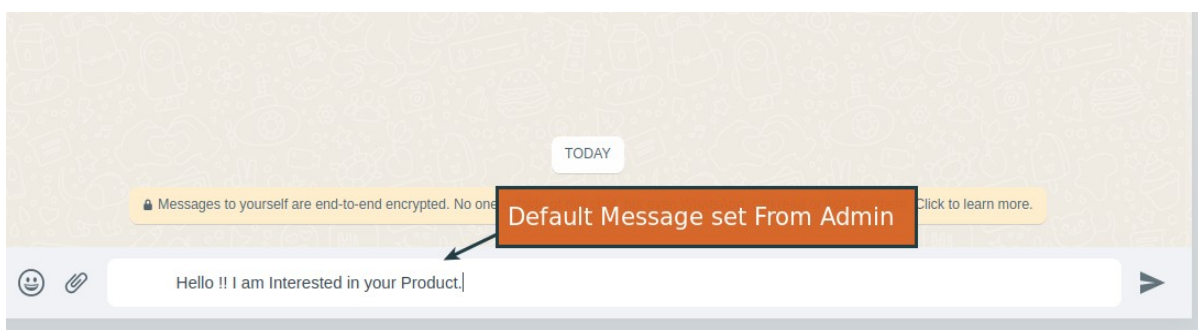 TODAY
Messages to yourself are end-to-end encrypted. No one
Click to learn more.
Default Message set From Admin
Hello !! I am Interested in your Product.